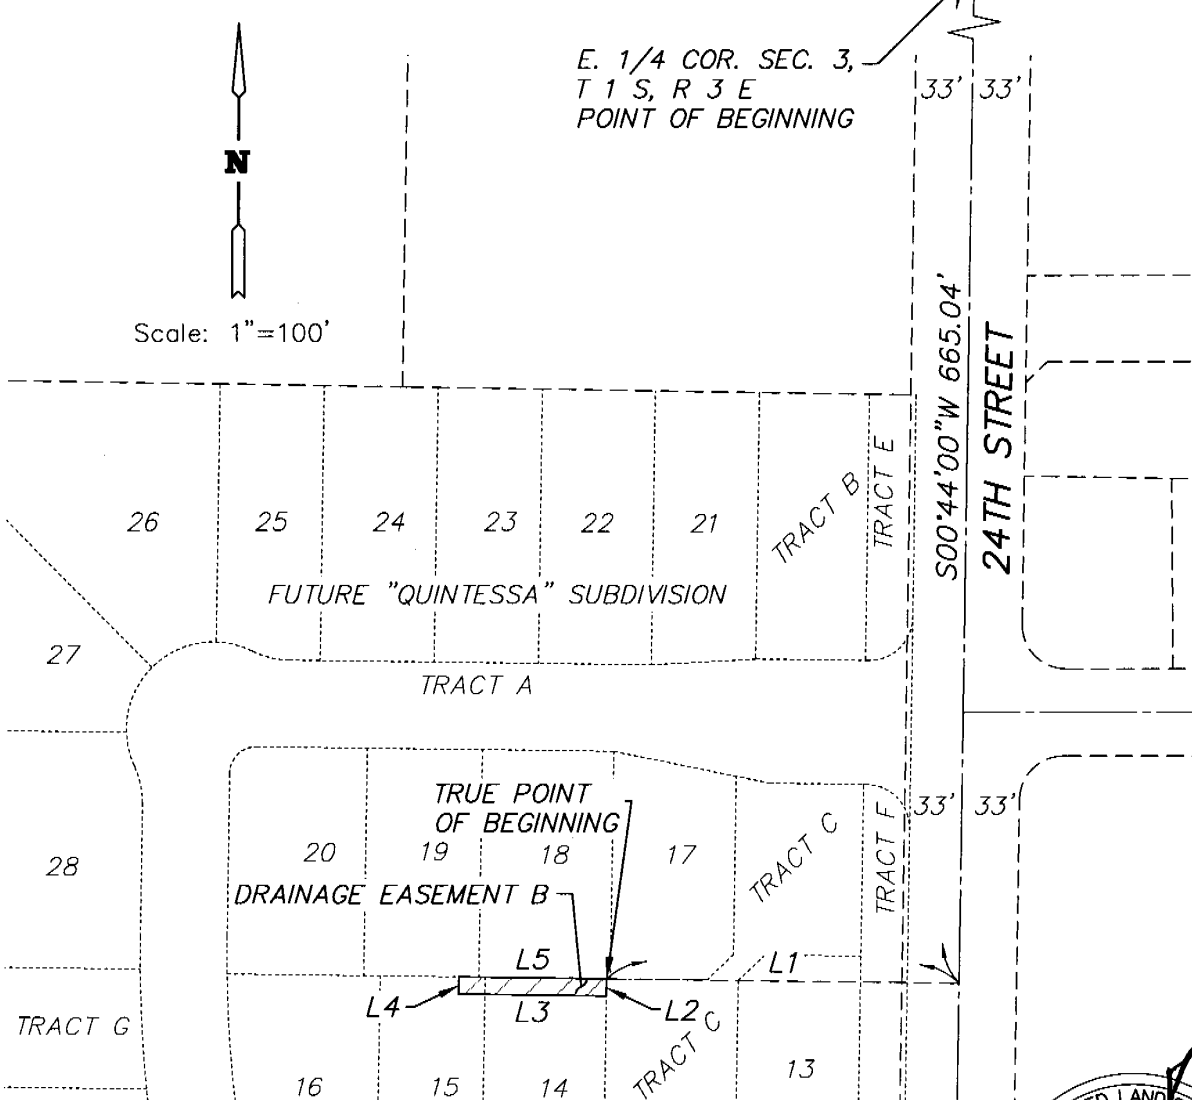 E. 1/4 COR. SEC. 3,
T 1 S, R 3 E
POINT OF BEGINNING
33' 33'
N
Scale: 1"=100'
S00°44'00"W 665.04'
24TH STREET
26 25 24 23 22 21
TRACT B
TRACT E
FUTURE "QUINTESSA" SUBDIVISION
27
TRACT A
TRUE POINT
OF BEGINNING
33' 33'
28 20 19 18 17
TRACT C
TRACT F
DRAINAGE EASEMENT B
L5
L1
L4
L3
L2
TRACT G
TRACT C
16 15 14 13
LAND